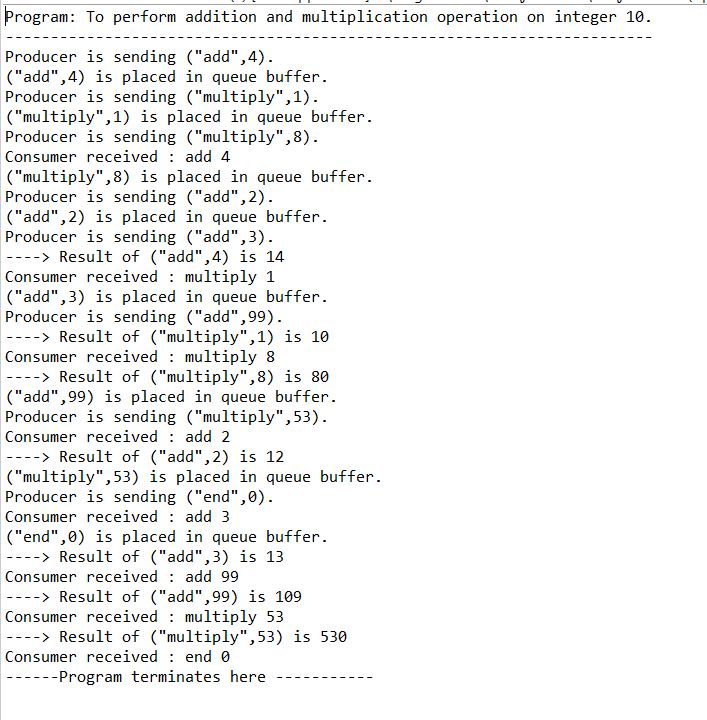 Program: To perform addition and multiplication operation on integer 10.
------------------------------------------------------------------------
Producer is sending ("add",4).
("add",4) is placed in queue buffer.
Producer is sending ("multiply",1).
("multiply",1) is placed in queue buffer.
Producer is sending ("multiply",8).
Consumer received : add 4
("multiply",8) is placed in queue buffer.
Producer is sending ("add",2).
("add",2) is placed in queue buffer.
Producer is sending ("add",3).
----> Result of ("add",4) is 14
Consumer received : multiply 1
("add",3) is placed in queue buffer.
Producer is sending ("add",99).
----> Result of ("multiply",1) is 10
Consumer received : multiply 8
----> Result of ("multiply",8) is 80
("add",99) is placed in queue buffer.
Producer is sending ("multiply",53).
Consumer received : add 2
----> Result of ("add",2) is 12
("multiply",53) is placed in queue buffer.
Producer is sending ("end",0).
Consumer received : add 3
("end",0) is placed in queue buffer.
----> Result of ("add",3) is 13
Consumer received : add 99
----> Result of ("add",99) is 109
Consumer received : multiply 53
----> Result of ("multiply",53) is 530
Consumer received : end 0
------Program terminates here -----------